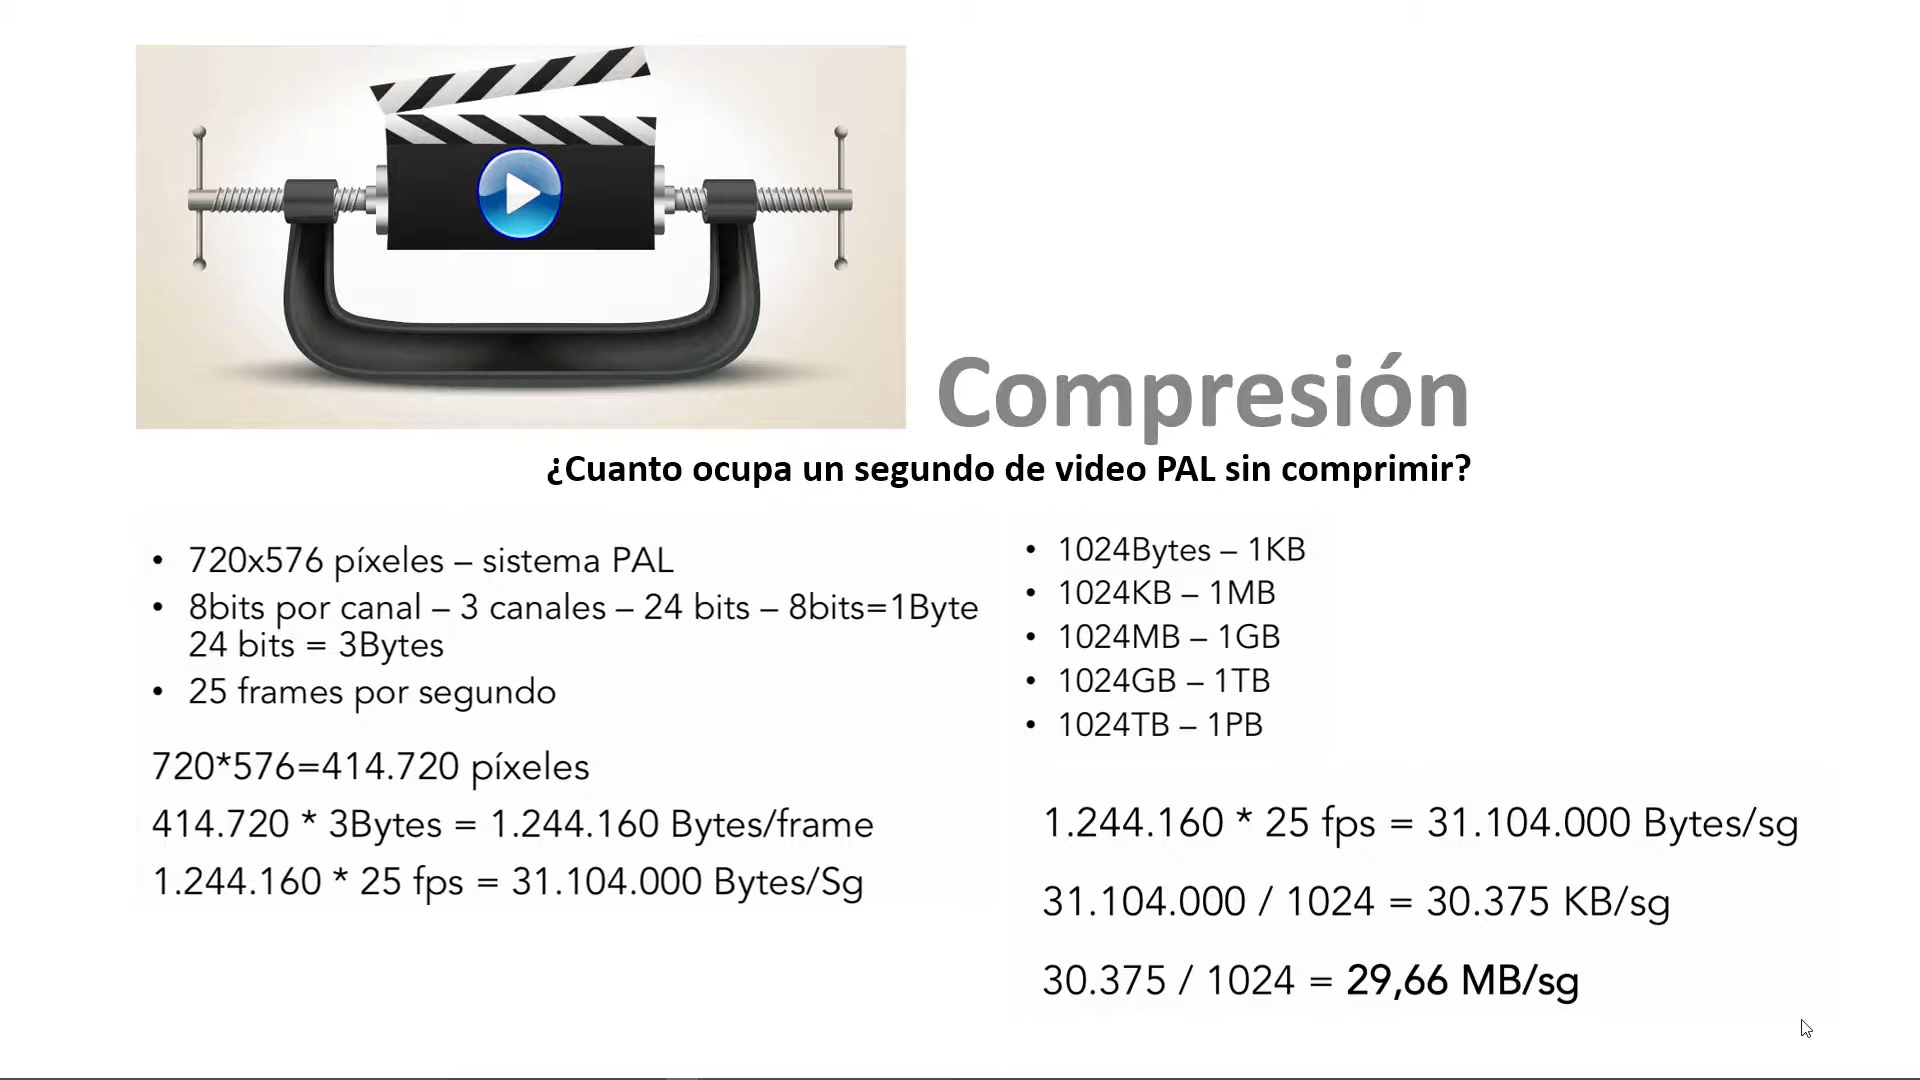 Compresión
¿Cuanto ocupa un segundo de video PAL sin comprimir?
• 720x576 píxeles – sistema PAL
• 8bits por canal – 3 canales – 24 bits – 8bits=1Byte
24 bits = 3Bytes
• 25 frames por segundo
720*576=414.720 píxeles
414.720 * 3Bytes = 1.244.160 Bytes/frame
1.244.160 * 25 fps = 31.104.000 Bytes/Sg
• 1024Bytes – 1KB
• 1024KB – 1MB
• 1024MB – 1GB
• 1024GB – 1TB
• 1024TB – 1PB
1.244.160 * 25 fps = 31.104.000 Bytes/sg
31.104.000 / 1024 = 30.375 KB/sg
30.375 / 1024 = 29,66 MB/sg